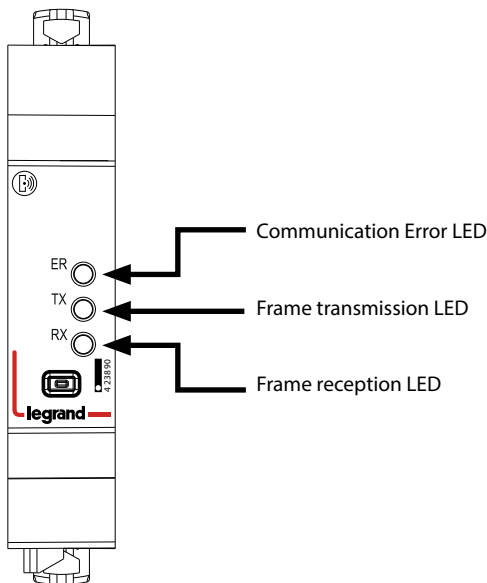 Communication Error LED
ER
TX
Frame transmission LED
RX
Frame reception LED
4 238 90
legrand